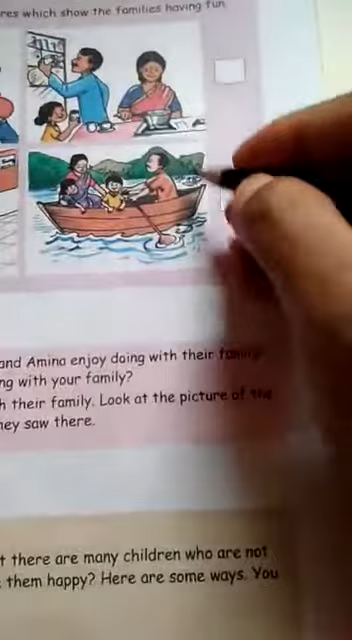 res which show the families having fun
and Amina enjoy doing with their family
ng with your family?
h their family. Look at the picture of the
hey saw there.
t there are many children who are not
them happy? Here are some ways. You